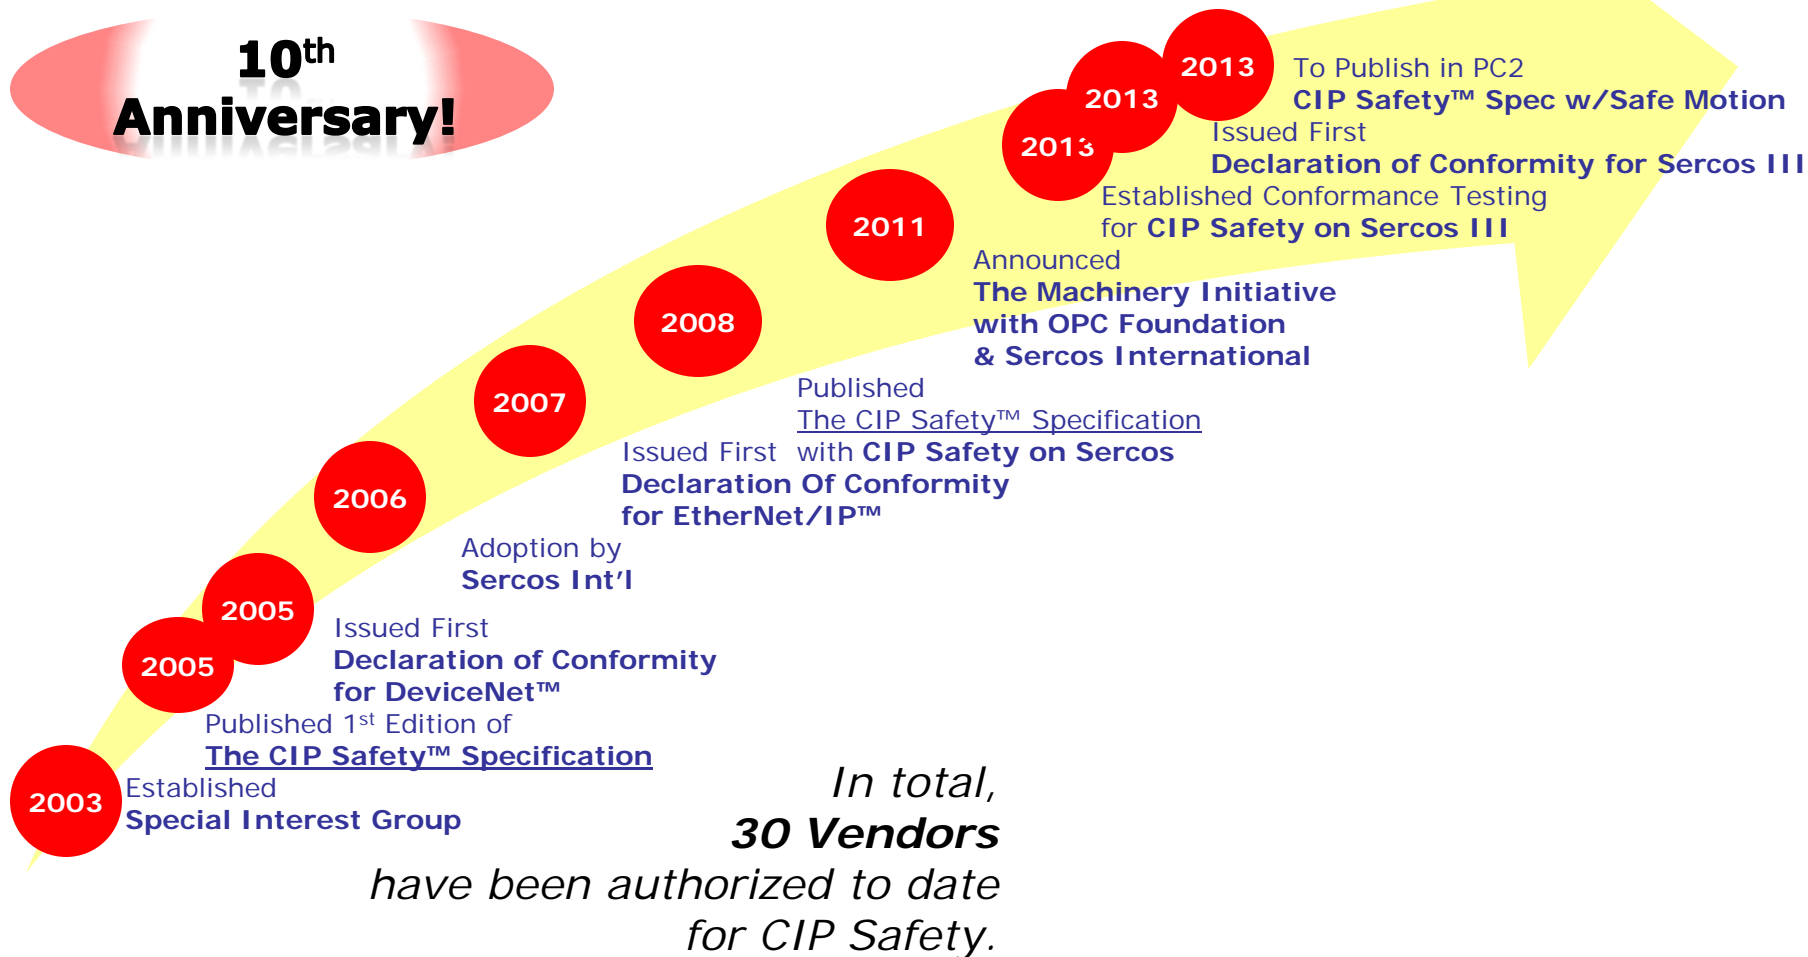 10th
Anniversary!
2013
To Publish in PC2
CIP Safety™ Spec w/Safe Motion
2013
Issued First
Declaration of Conformity for Sercos III
2013
Established Conformance Testing
for CIP Safety on Sercos III
2011
Announced
The Machinery Initiative
with OPC Foundation
& Sercos International
2008
Published
The CIP Safety™ Specification
with CIP Safety on Sercos
2007
Issued First
Declaration Of Conformity
for EtherNet/IP™
2006
Adoption by
Sercos Int'l
2005
Issued First
Declaration of Conformity
for DeviceNet™
2005
Published 1st Edition of
The CIP Safety™ Specification
2003
Established
Special Interest Group
In total,
30 Vendors
have been authorized to date
for CIP Safety.